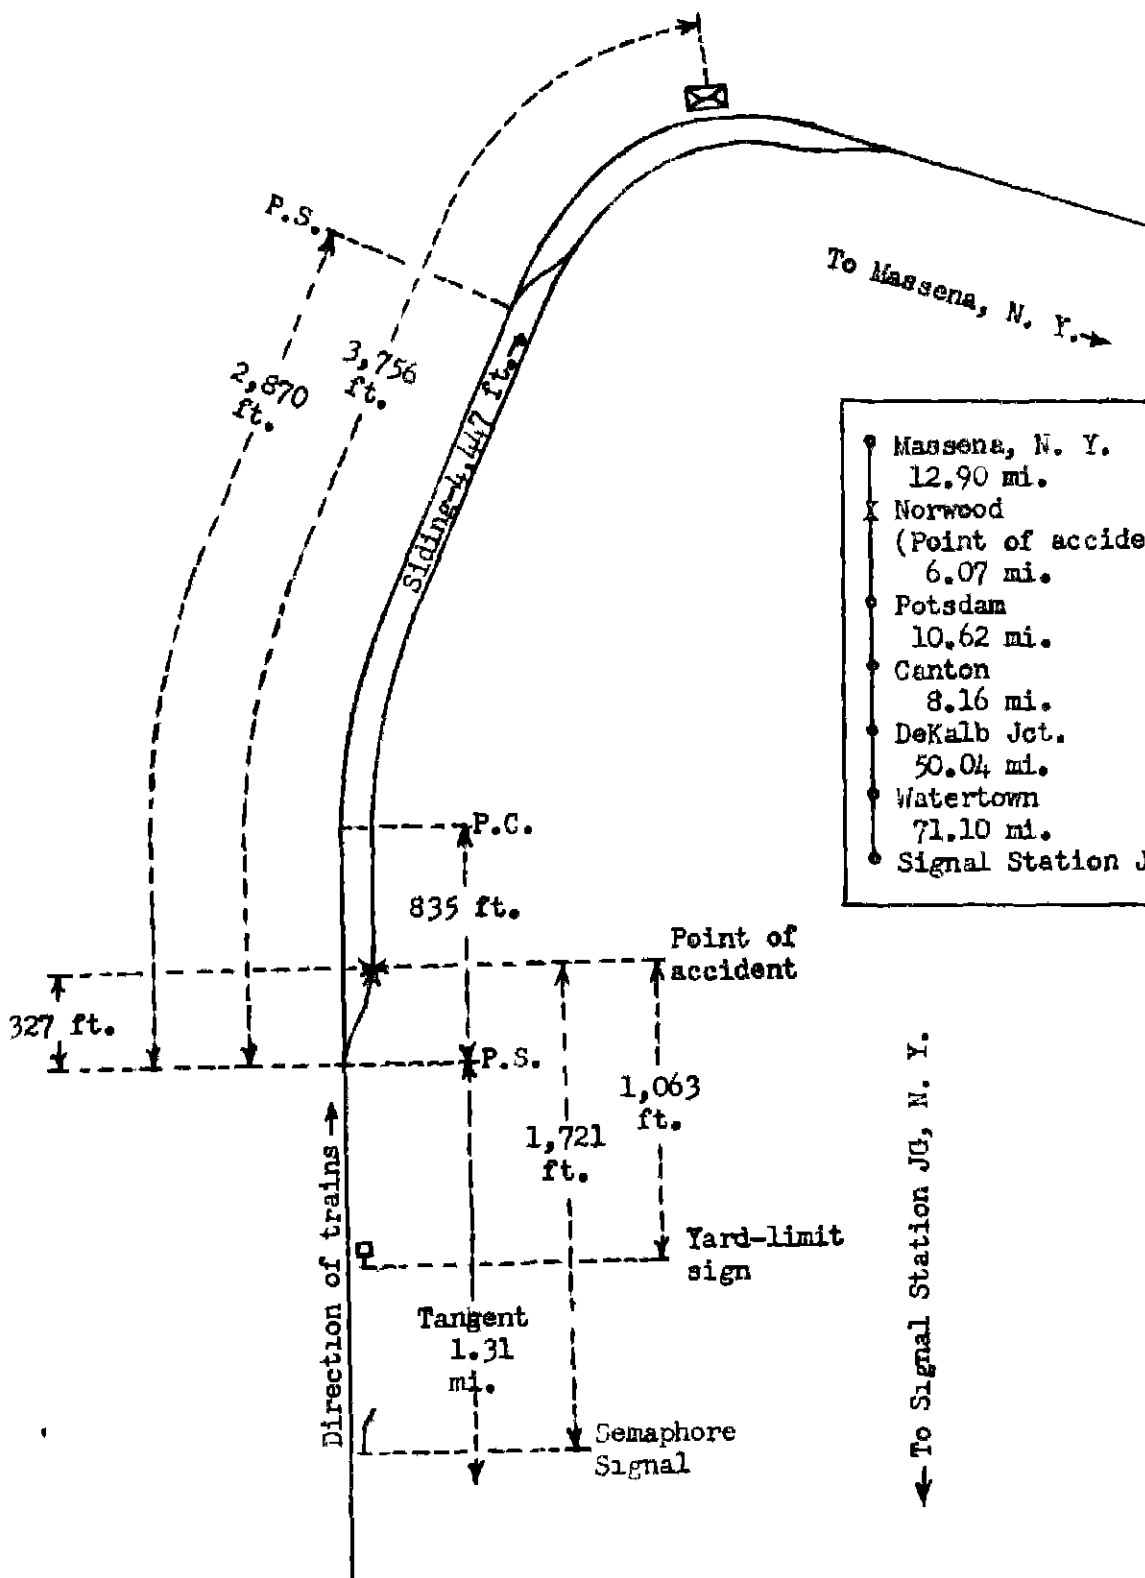 P.S.
2,870
ft.
3,756
ft.
Siding-4,447 ft.
To Massena, N. Y.
Massena, N. Y.
12.90 mi.
Norwood
(Point of accide
6.07 mi.
Potsdam
10.62 mi.
Canton
8.16 mi.
DeKalb Jct.
50.04 mi.
Watertown
71.10 mi.
Signal Station J
P.C.
835 ft.
Point of
accident
327 ft.
P.S.
1,063
ft.
1,721
ft.
Direction of trains
Yard-limit
sign
Tangent
1.31
mi.
Semaphore
Signal
To Signal Station JG, N. Y.